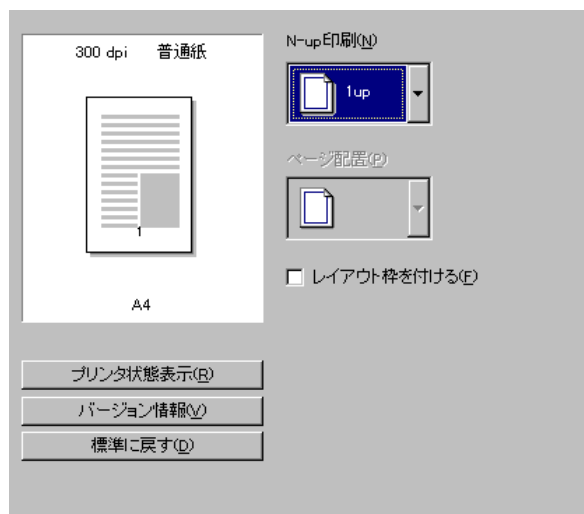 300 dpi 普通紙
1
A4
プリンタ状態表示(R)
バージョン情報(V)
標準に戻す(D)
N-up印刷(N)
1up
ページ配置(P)
レイアウト枠を付ける(F)